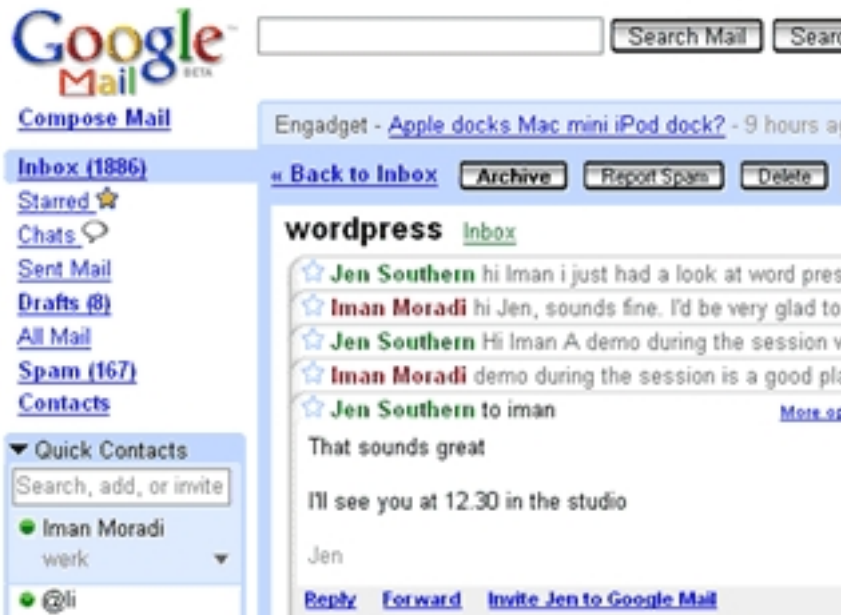 Google
Mail BETA
Search Mail
Compose Mail
Engadget - Apple docks Mac mini iPod dock? - 9 hours
Inbox (1886)
« Back to Inbox Archive Report Spam Delete
Starred
Chats
wordpress Inbox
Sent Mail
Jen Southern hi Iman i just had a look at word
Drafts (8)
Iman Moradi hi Jen, sounds fine. I'd be very glad to
All Mail
Jen Southern Hi Iman A demo during the session
Spam (167)
Iman Moradi demo during the session is a good
Contacts
Jen Southern to iman More
Quick Contacts
Search, add, or invite
Iman Moradi
werk
@li
That sounds great
I'll see you at 12.30 in the studio
Jen
Reply Forward Invite Jen to Google Mail